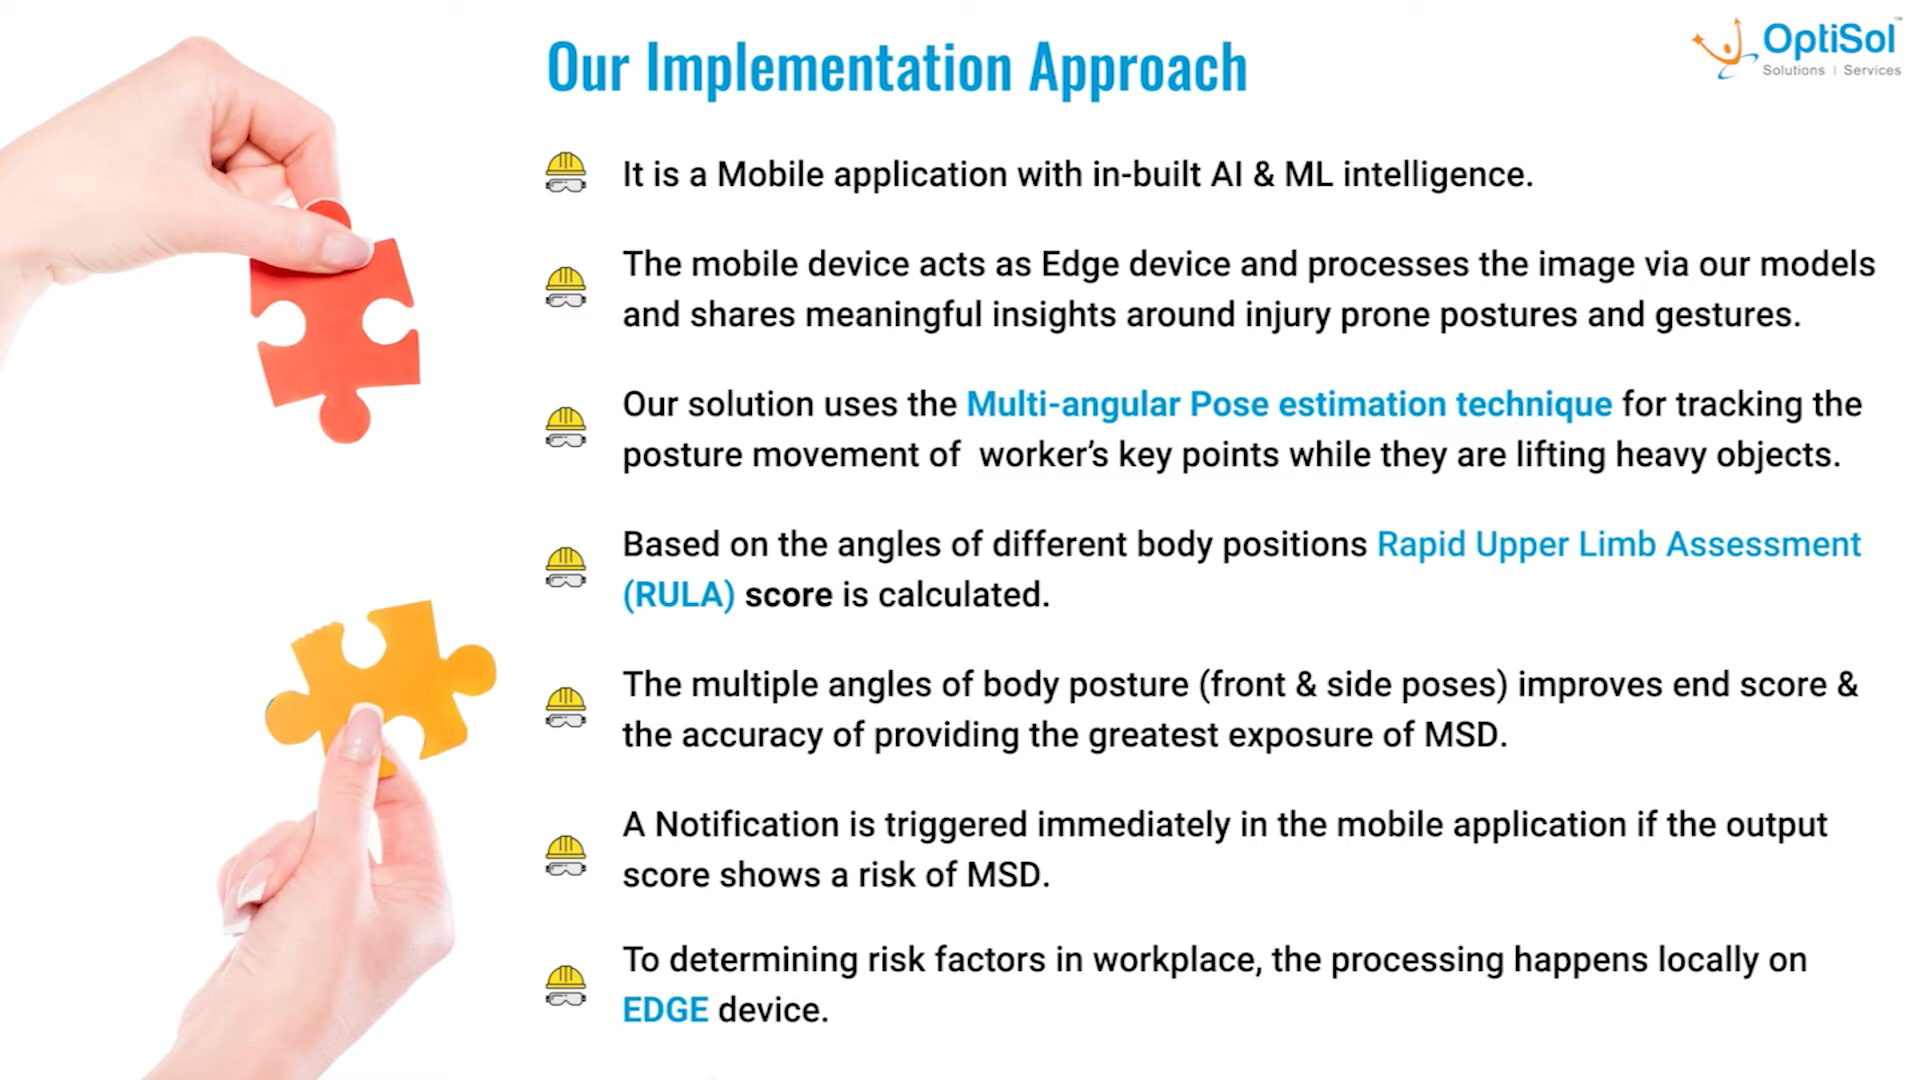 Our Implementation Approach
OptiSol™
Solutions | Services
It is a Mobile application with in-built AI & ML intelligence.
The mobile device acts as Edge device and processes the image via our models
and shares meaningful insights around injury prone postures and gestures.
Our solution uses the Multi-angular Pose estimation technique for tracking the
posture movement of  worker’s key points while they are lifting heavy objects.
Based on the angles of different body positions Rapid Upper Limb Assessment
(RULA) score is calculated.
The multiple angles of body posture (front & side poses) improves end score &
the accuracy of providing the greatest exposure of MSD.
A Notification is triggered immediately in the mobile application if the output
score shows a risk of MSD.
To determining risk factors in workplace, the processing happens locally on
EDGE device.